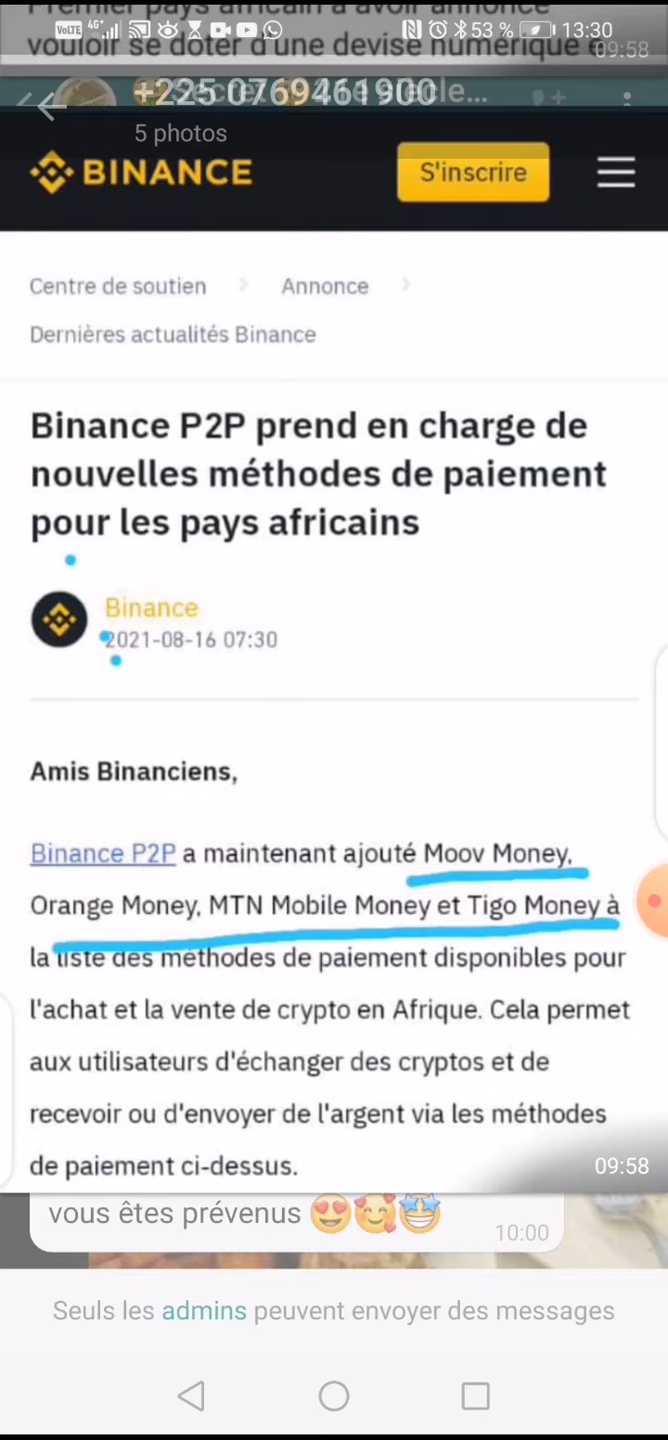 Premier pays africain à avoir annoncé
VoLTE 4G+ 53 % 13:30
vouloir se doter d'une devise numérique e
09:58
+225 0769461900
5 photos
BINANCE
S'inscrire
Centre de soutien > Annonce >
Dernières actualités Binance
Binance P2P prend en charge de
nouvelles méthodes de paiement
pour les pays africains
Binance
2021-08-16 07:30
Amis Binanciens,
Binance P2P a maintenant ajouté Moov Money,
Orange Money, MTN Mobile Money et Tigo Money à
la liste des méthodes de paiement disponibles pour
l'achat et la vente de crypto en Afrique. Cela permet
aux utilisateurs d'échanger des cryptos et de
recevoir ou d'envoyer de l'argent via les méthodes
de paiement ci-dessus.
09:58
vous êtes prévenus 😍🥰🤩
10:00
Seuls les admins peuvent envoyer des messages